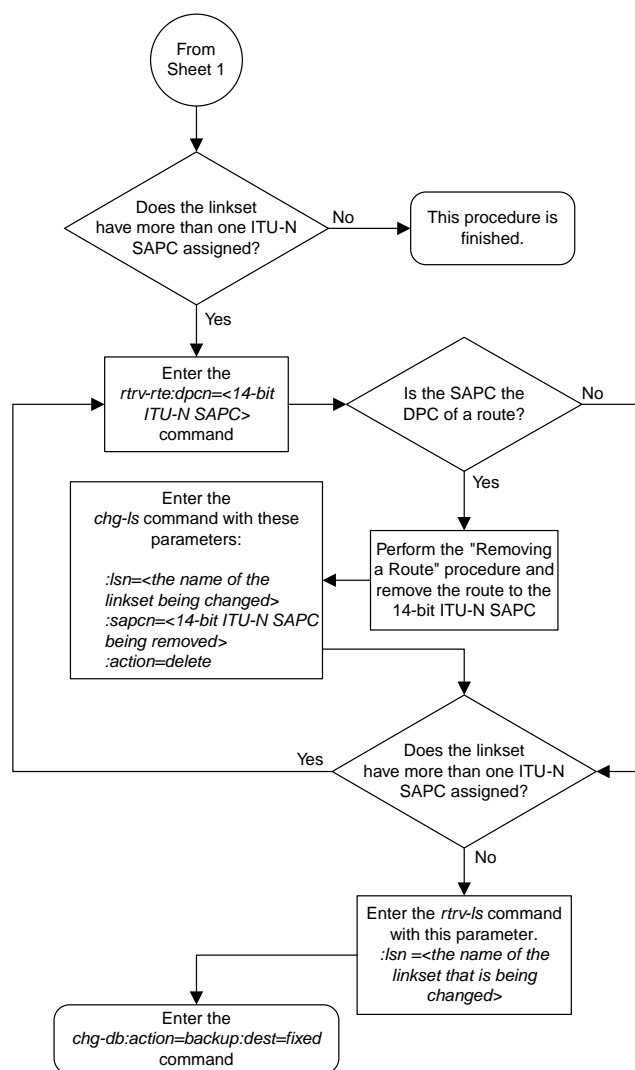 From
Sheet 1
Does the linkset
have more than one ITU-N
SAPC assigned?
No
This procedure is
finished.
Yes
Enter the
rtrv-rte:dpcn=<14-bit
ITU-N SAPC>
command
Is the SAPC the
DPC of a route?
No
Yes
Enter the
chg-ls command with these
parameters:
:lsn=<the name of the
linkset being changed>
:sapcn=<14-bit ITU-N SAPC
being removed>
:action=delete
Perform the "Removing
a Route" procedure and
remove the route to the
14-bit ITU-N SAPC
Yes
Does the linkset
have more than one ITU-N
SAPC assigned?
No
Enter the rtrv-ls command
with this parameter.
:lsn =<the name of the
linkset that is being
changed>
Enter the
chg-db:action=backup:dest=fixed
command